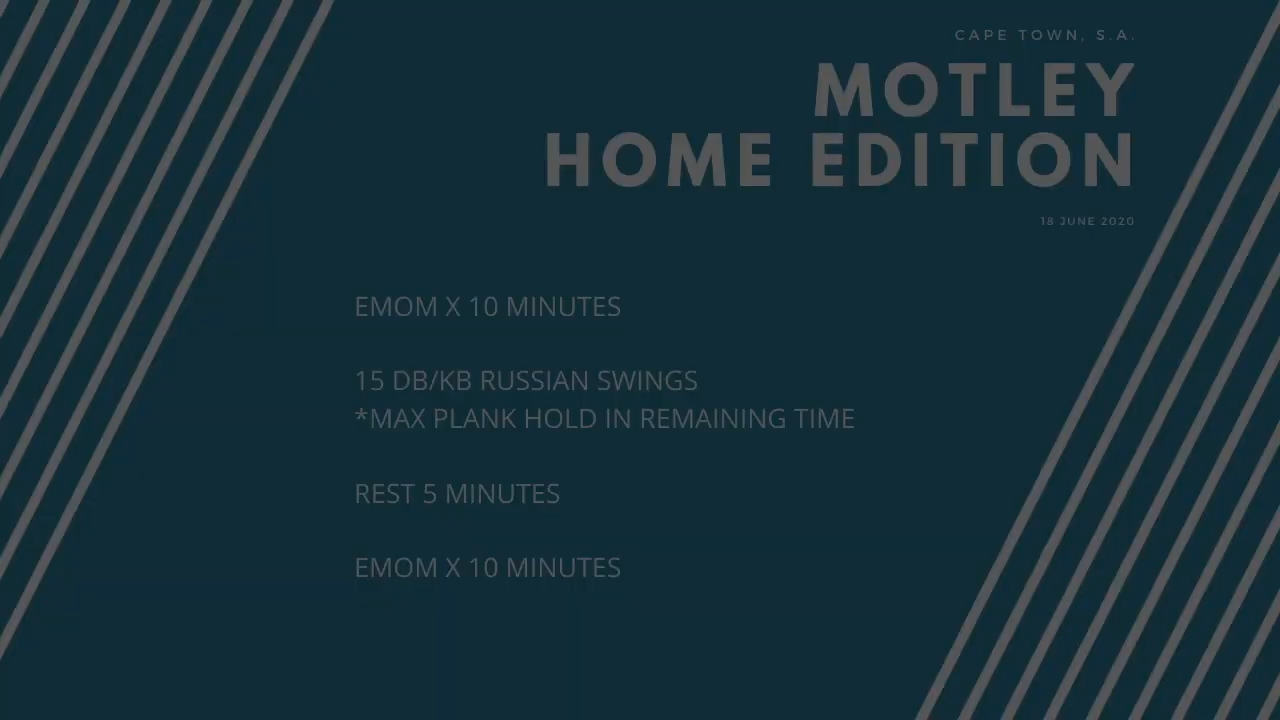 CAPE TOWN, S.A.
MOTLEY
HOME EDITION
18 JUNE 2020
EMOM X 10 MINUTES
15 DB/KB RUSSIAN SWINGS
*MAX PLANK HOLD IN REMAINING TIME
REST 5 MINUTES
EMOM X 10 MINUTES